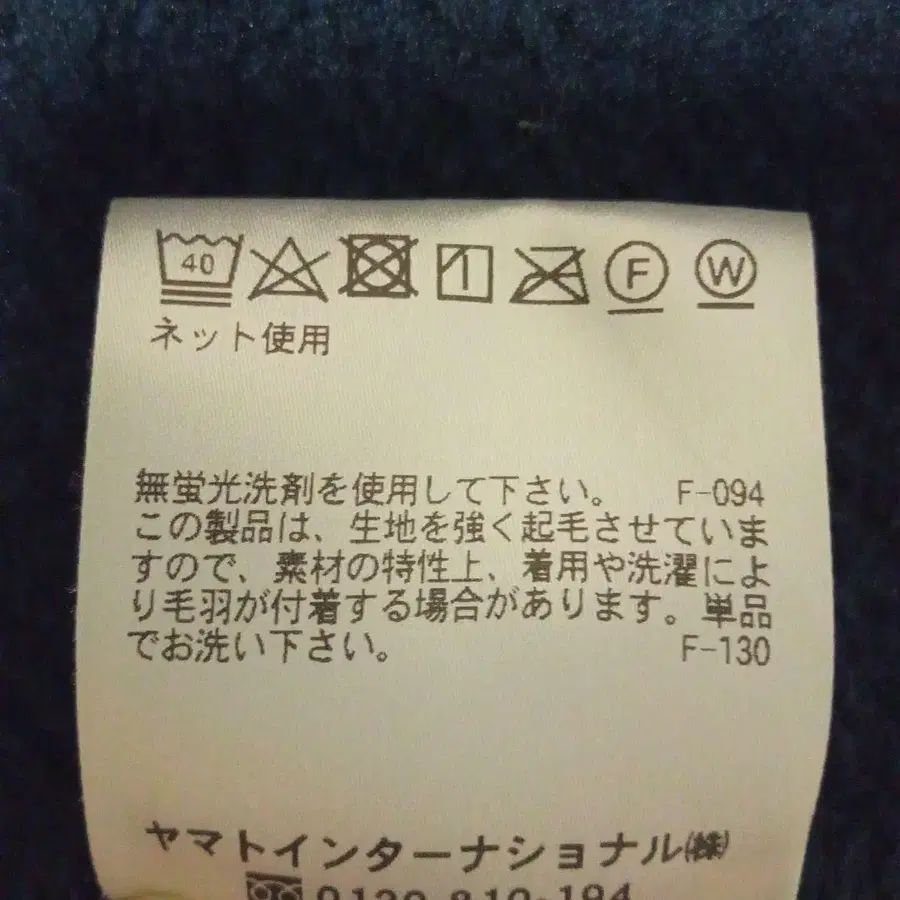 40
F
W
ネット使用
無蛍光洗剤を使用して下さい。 F-094
この製品は、生地を強く起毛させていま
すので、素材の特性上、着用や洗濯によ
り毛羽が付着する場合があります。単品
でお洗い下さい。 F-130
ヤマトインターナショナル㈱
0120-810-194